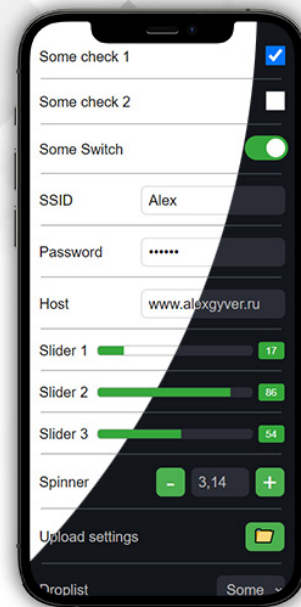 Some check 1
Some check 2
Some Switch
SSID Alex
Password ••••••
Host www.alexgyver.ru
Slider 1 17
Slider 2 86
Slider 3 54
Spinner - 3,14 +
Upload settings
Droplist Some